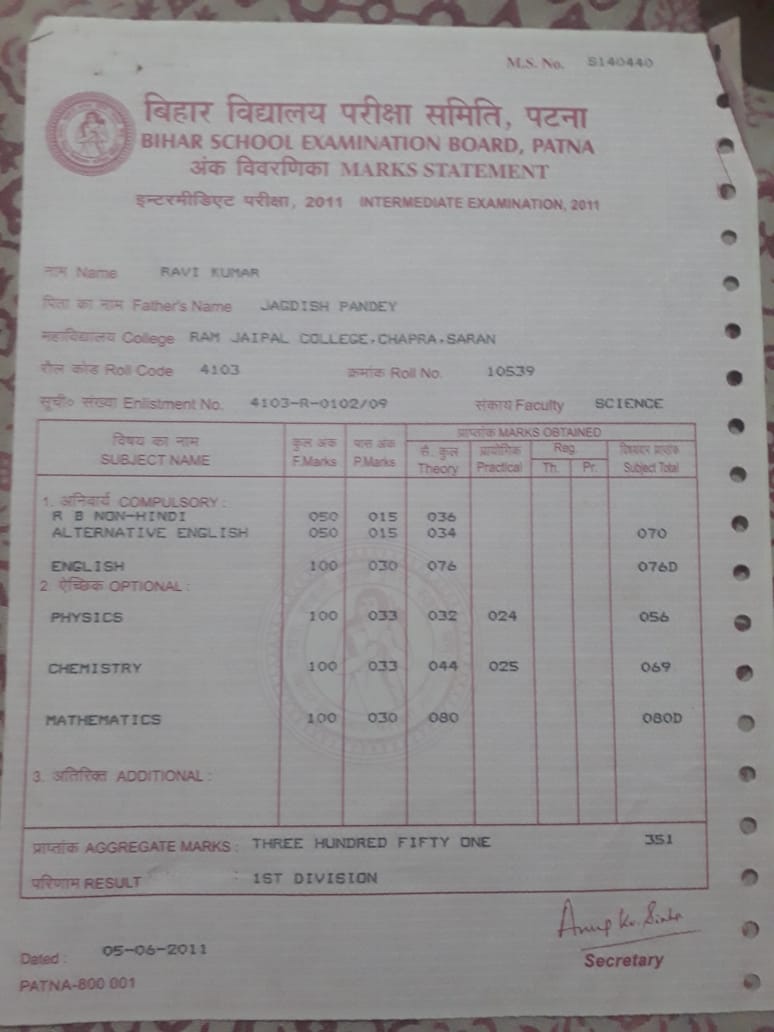 M.S. No. S140440
बिहार विद्यालय परीक्षा समिति, पटना
BIHAR SCHOOL EXAMINATION BOARD, PATNA
अंक विवरणिका MARKS STATEMENT
इन्टरमीडिएट परीक्षा, 2011 INTERMEDIATE EXAMINATION, 2011
नाम Name RAVI KUMAR
पिता का नाम Father's Name JAGDISH PANDEY
महाविद्यालय College RAM JAIPAL COLLEGE,CHAPRA,SARAN
रौल कोड Roll Code 4103 क्रमांक Roll No. 10539
सूची० संख्या Enlistment No. 4103-R-0102/09 संकाय Faculty SCIENCE
विषय का नाम कुल अंक पास अंक प्राप्तांक MARKS OBTAINED
SUBJECT NAME F.Marks P.Marks सै. कुल Theory प्रायोगिक Practical Reg. Th. Pr. विषयवार प्राप्तांक Subject Total
1. अनिवार्य COMPULSORY :
R B NON-HINDI 050 015 036
ALTERNATIVE ENGLISH 050 015 034 070
ENGLISH 100 030 076 076D
2. ऐच्छिक OPTIONAL :
PHYSICS 100 033 032 024 056
CHEMISTRY 100 033 044 025 069
MATHEMATICS 100 030 080 080D
3. अतिरिक्त ADDITIONAL :
प्राप्तांक AGGREGATE MARKS : THREE HUNDRED FIFTY ONE 351
परिणाम RESULT : 1ST DIVISION
Anup Kr. Sinha
Dated : 05-06-2011
Secretary
PATNA-800 001